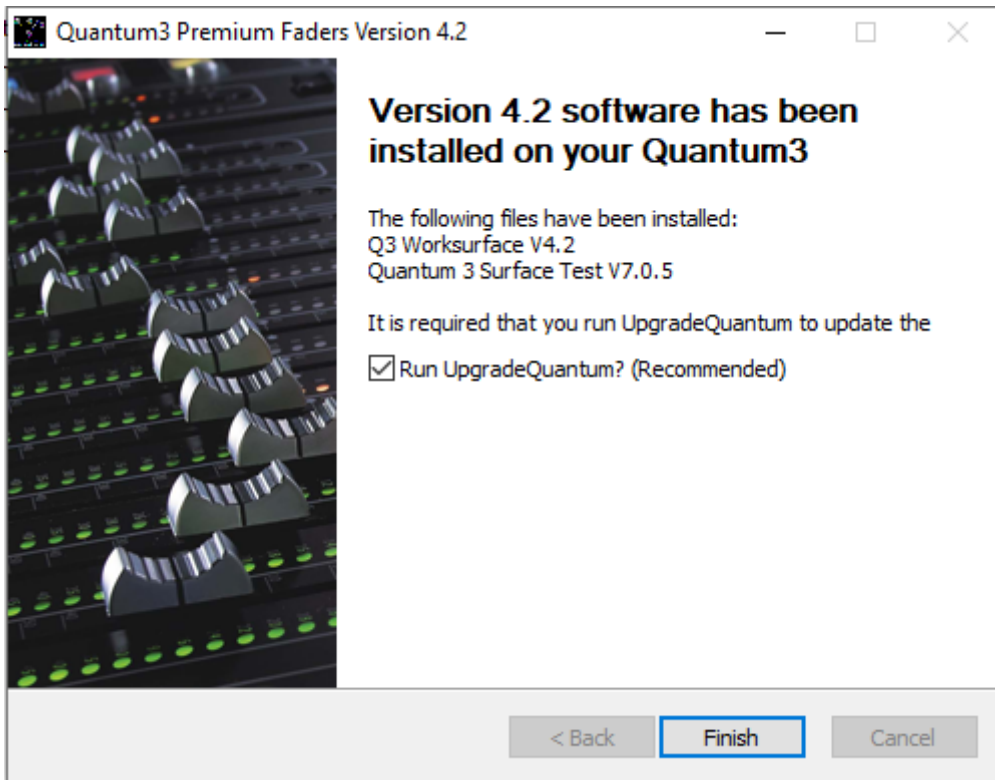 Quantum3 Premium Faders Version 4.2
Version 4.2 software has been
installed on your Quantum3
The following files have been installed:
Q3 Worksurface V4.2
Quantum 3 Surface Test V7.0.5
It is required that you run UpgradeQuantum to update the
Run UpgradeQuantum? (Recommended)
< Back
Finish
Cancel